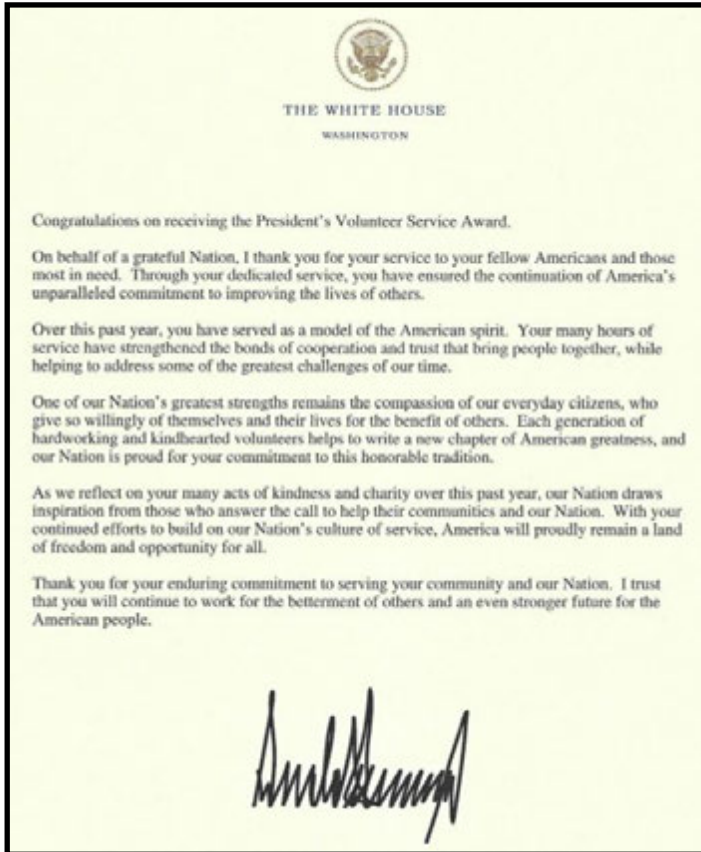 THE WHITE HOUSE
WASHINGTON
Congratulations on receiving the President's Volunteer Service Award.
On behalf of a grateful Nation, I thank you for your service to your fellow Americans and those
most in need. Through your dedicated service, you have ensured the continuation of America's
unparalleled commitment to improving the lives of others.
Over this past year, you have served as a model of the American spirit. Your many hours of
service have strengthened the bonds of cooperation and trust that bring people together, while
helping to address some of the greatest challenges of our time.
One of our Nation's greatest strengths remains the compassion of our everyday citizens, who
give so willingly of themselves and their lives for the benefit of others. Each generation of
hardworking and kindhearted volunteers helps to write a new chapter of American greatness, and
our Nation is proud for your commitment to this honorable tradition.
As we reflect on your many acts of kindness and charity over this past year, our Nation draws
inspiration from those who answer the call to help their communities and our Nation. With your
continued efforts to build on our Nation's culture of service, America will proudly remain a land
of freedom and opportunity for all.
Thank you for your enduring commitment to serving your community and our Nation. I trust
that you will continue to work for the betterment of others and an even stronger future for the
American people.